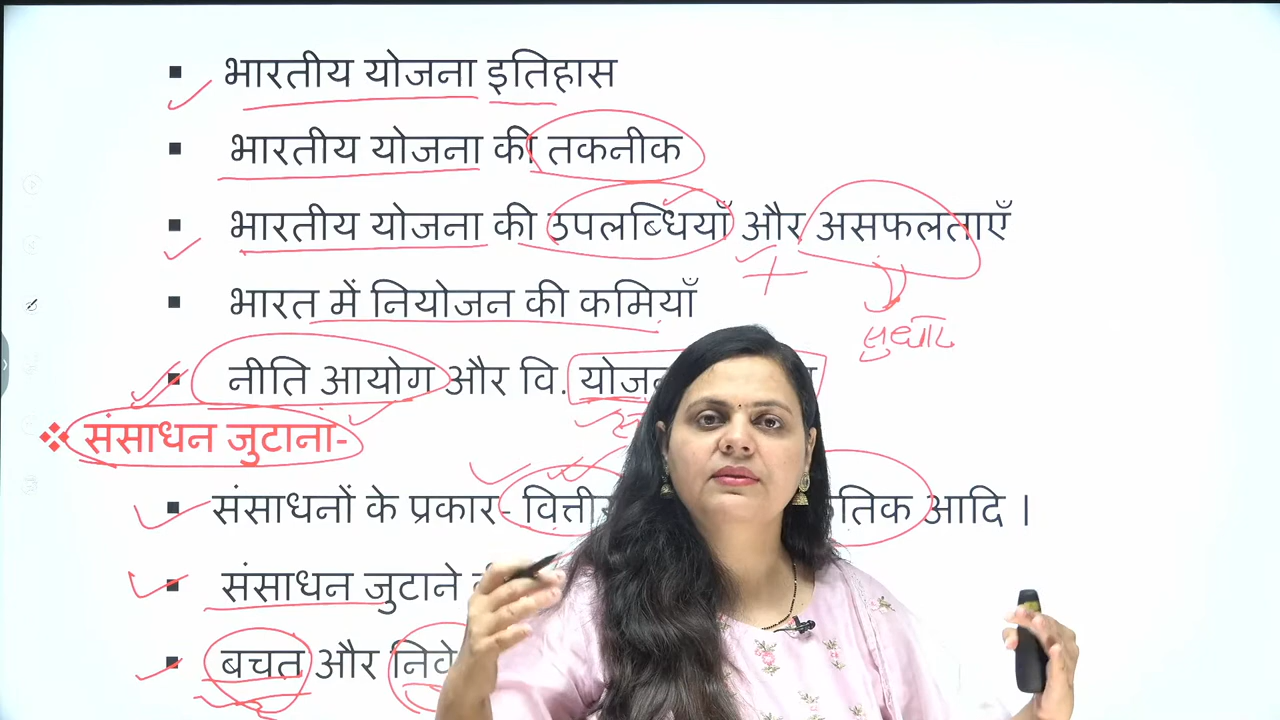 भारतीय योजना इतिहास
भारतीय योजना की तकनीक
भारतीय योजना की उपलब्धियाँ और असफलताएँ
भारत में नियोजन की कमियाँ
सुधार
नीति आयोग और वि.
संसाधन जुटाना-
संसाधनों के प्रकार- आदि ।
संसाधन जुटाने
बचत और